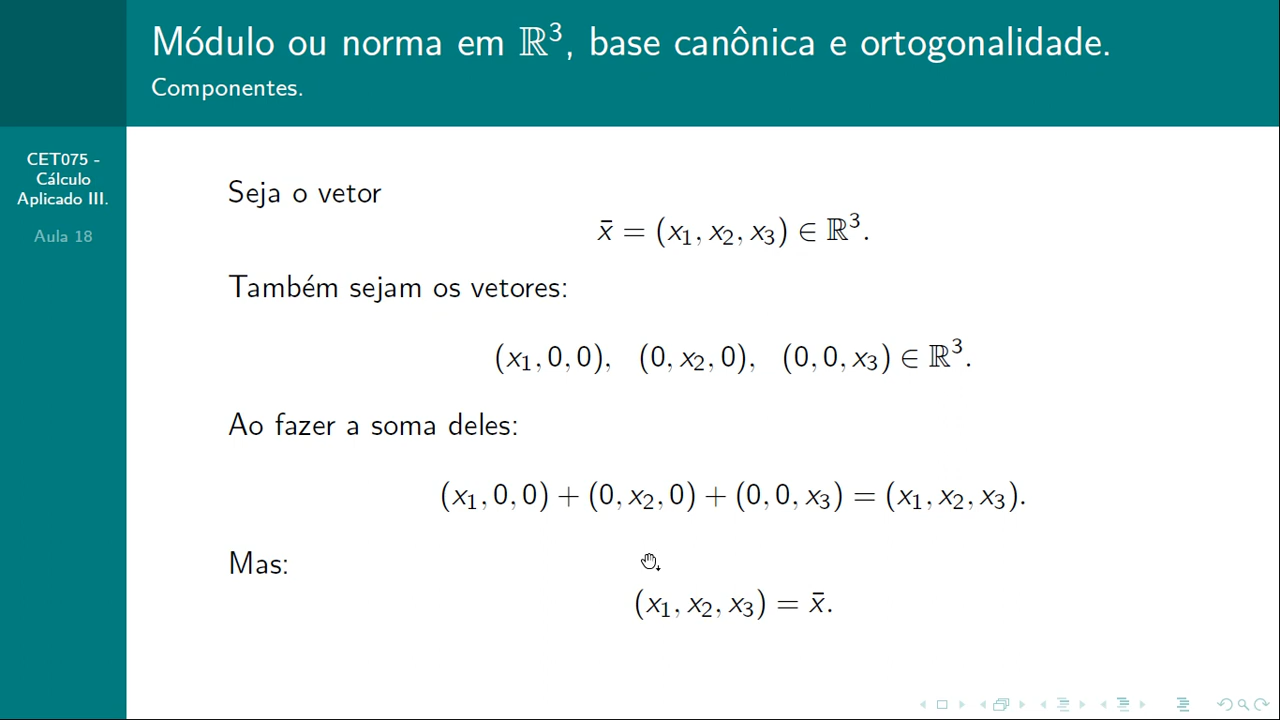 Módulo ou norma em ℝ³, base canônica e ortogonalidade.
Componentes.
CET075 -
Cálculo
Aplicado III.
Aula 18
Seja o vetor
x̄ = (x₁, x₂, x₃) ∈ ℝ³.
Também sejam os vetores:
(x₁, 0, 0), (0, x₂, 0), (0, 0, x₃) ∈ ℝ³.
Ao fazer a soma deles:
(x₁, 0, 0) + (0, x₂, 0) + (0, 0, x₃) = (x₁, x₂, x₃).
Mas:
(x₁, x₂, x₃) = x̄.